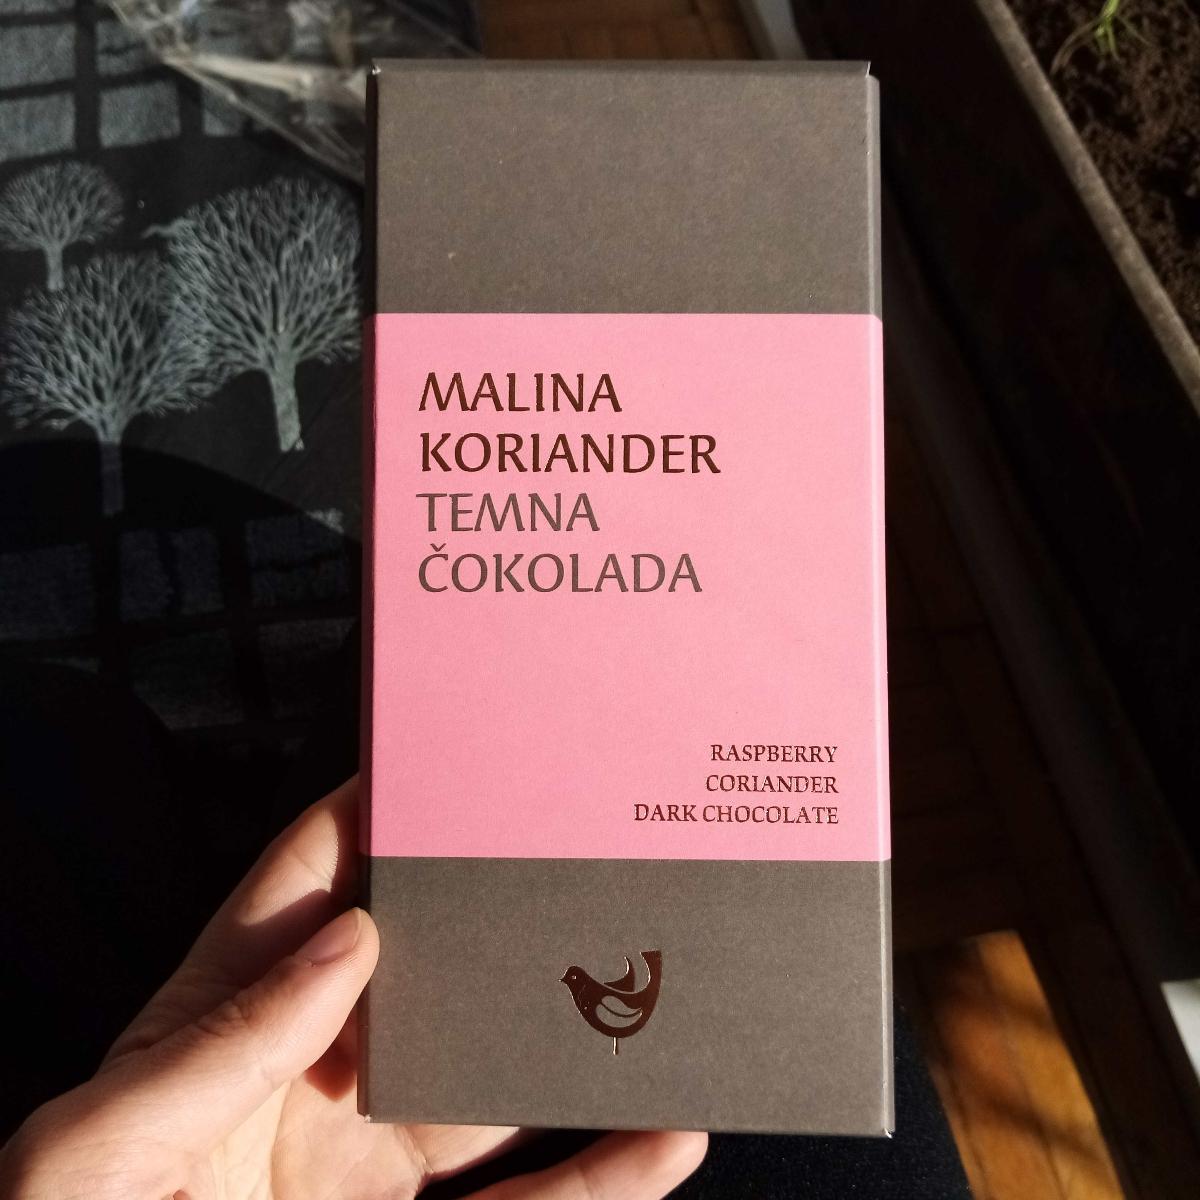 MALINA
KORIANDER
TEMNA
ČOKOLADA
RASPBERRY
CORIANDER
DARK CHOCOLATE